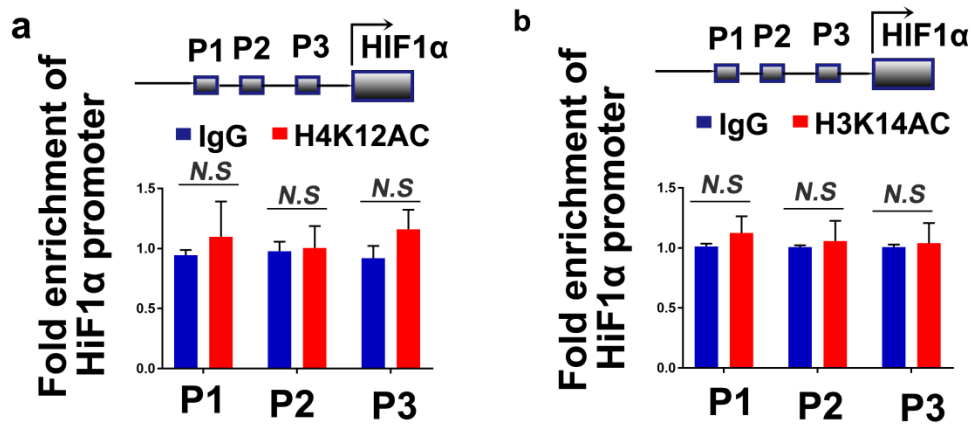 a
Fold enrichment of
HiF1α promoter
P1 P2 P3 HIF1α
IgG H4K12AC
N.S N.S N.S
1.5
1.0
0.5
0.0
P1 P2 P3
b
Fold enrichment of
HiF1α promoter
P1 P2 P3 HIF1α
IgG H3K14AC
N.S N.S N.S
1.5
1.0
0.5
0.0
P1 P2 P3